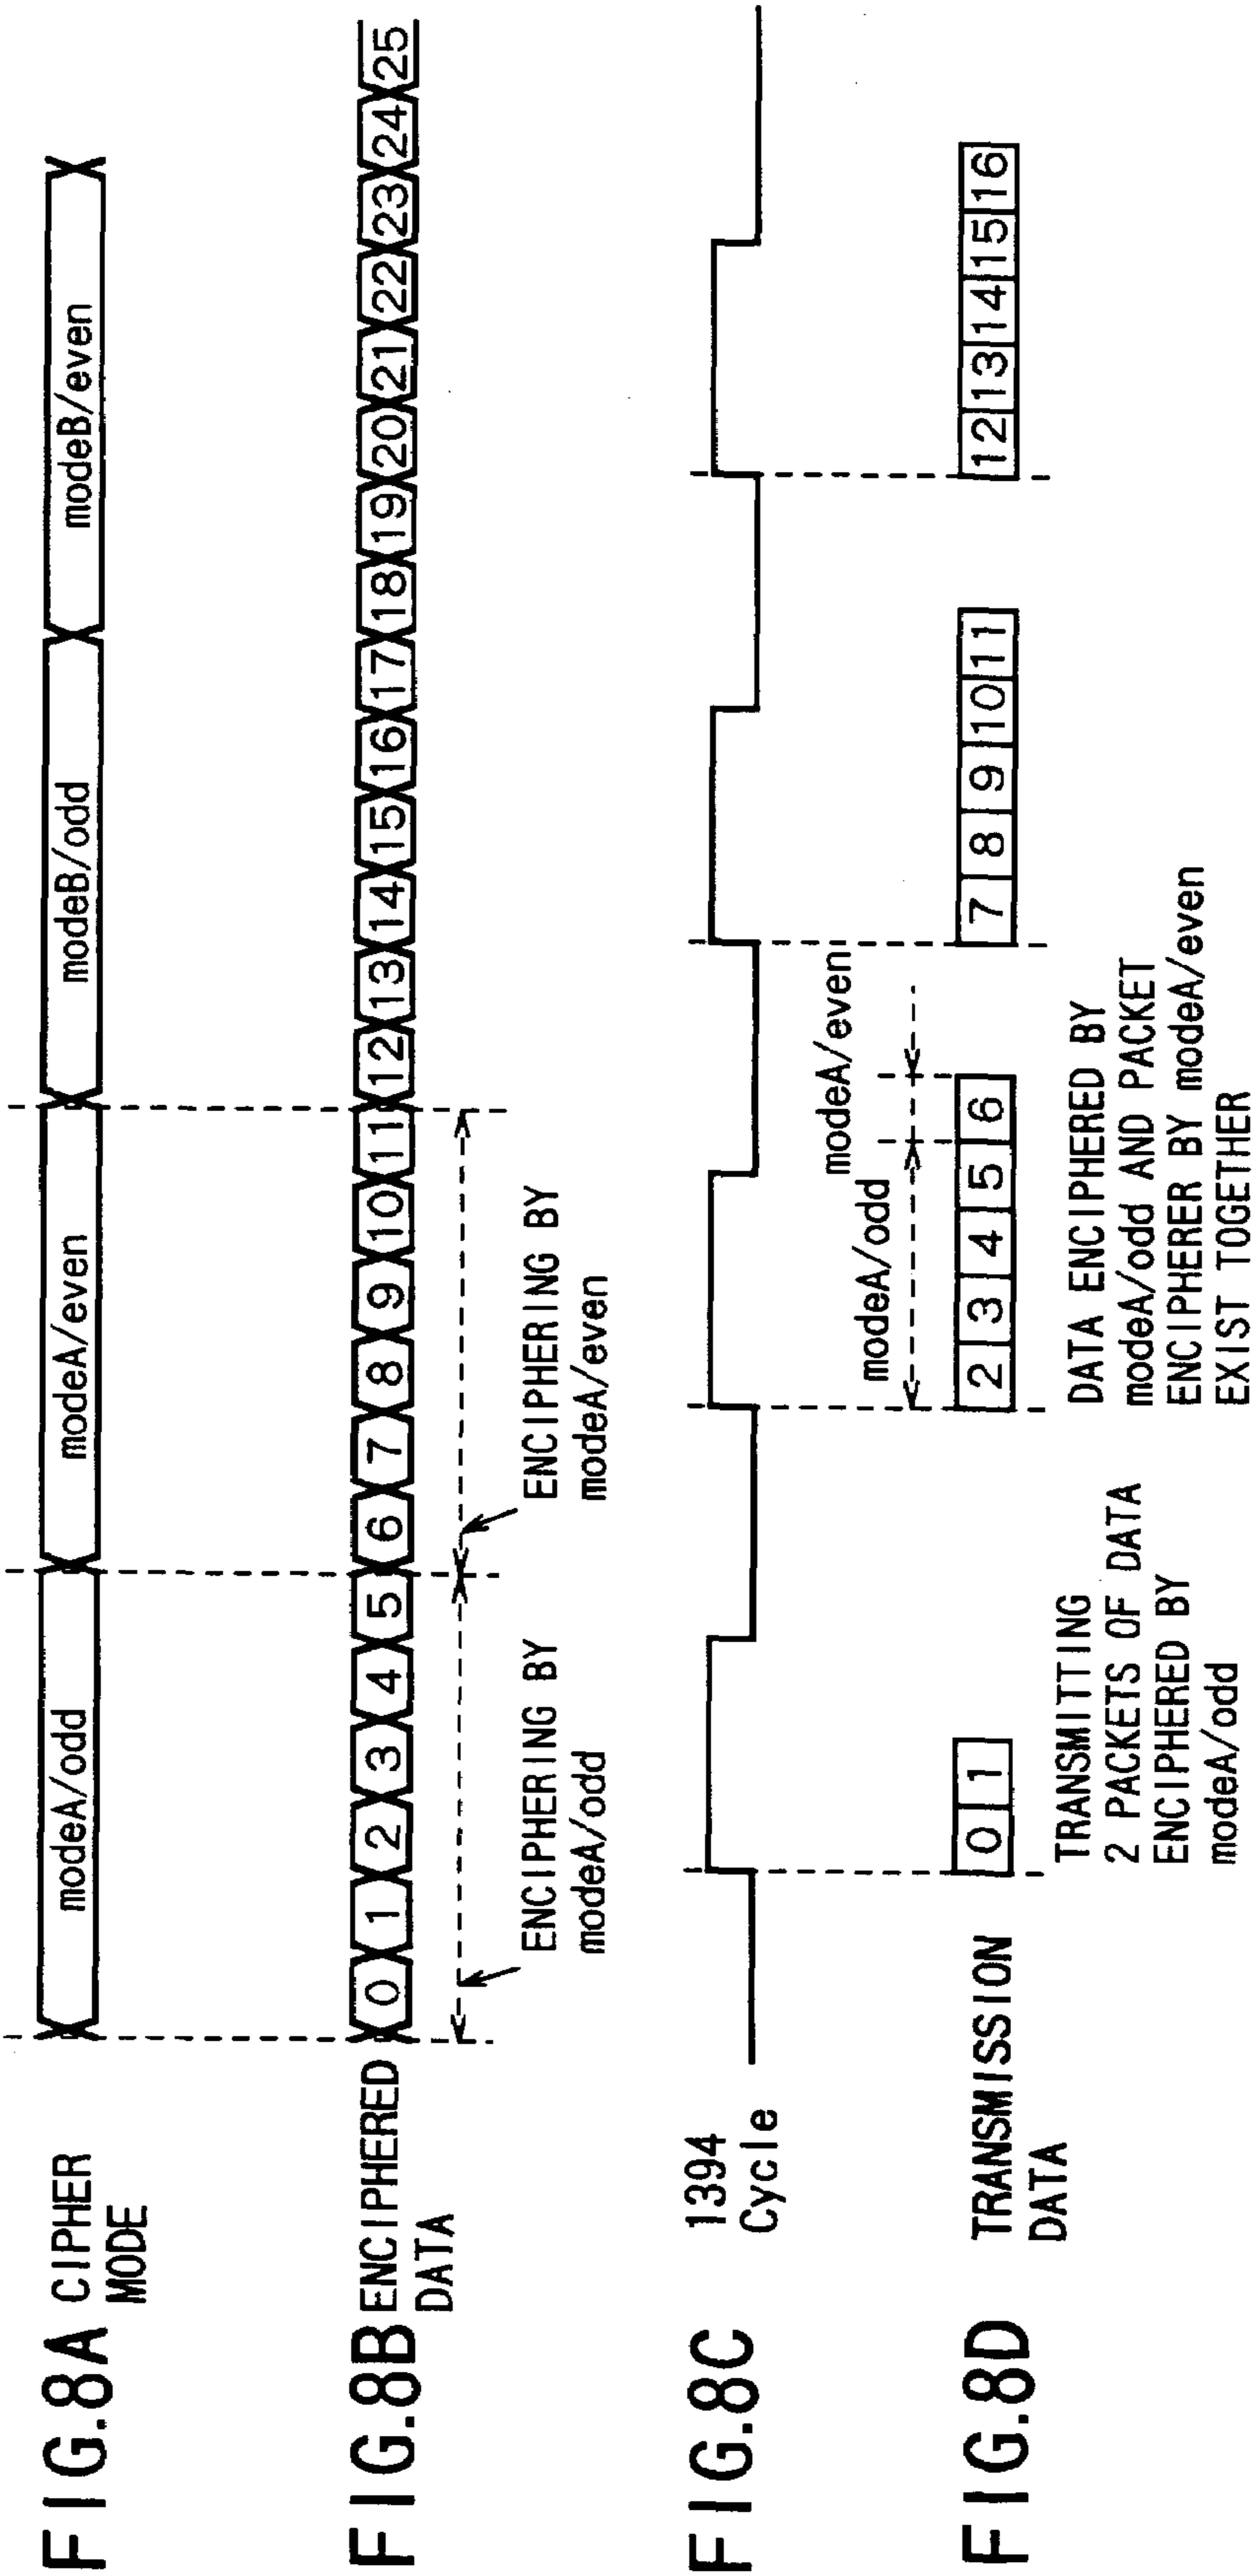 FIG.8A CIPHER
MODE
modeA/odd
modeA/even
modeB/odd
modeB/even
FIG.8B ENCIPHERED
DATA
0 1 2 3 4 5 6 7 8 9 10 11 12 13 14 15 16 17 18 19 20 21 22 23 24 25
ENCIPHERING BY
modeA/odd
ENCIPHERING BY
modeA/even
FIG.8C 1394
Cycle
modeA/odd
modeA/even
FIG.8D TRANSMISSION
DATA
0 1
2 3 4 5 6
7 8 9 10 11
12 13 14 15 16
TRANSMITTING
2 PACKETS OF DATA
ENCIPHERED BY
modeA/odd
DATA ENCIPHERED BY
modeA/odd AND PACKET
ENCIPHERER BY modeA/even
EXIST TOGETHER